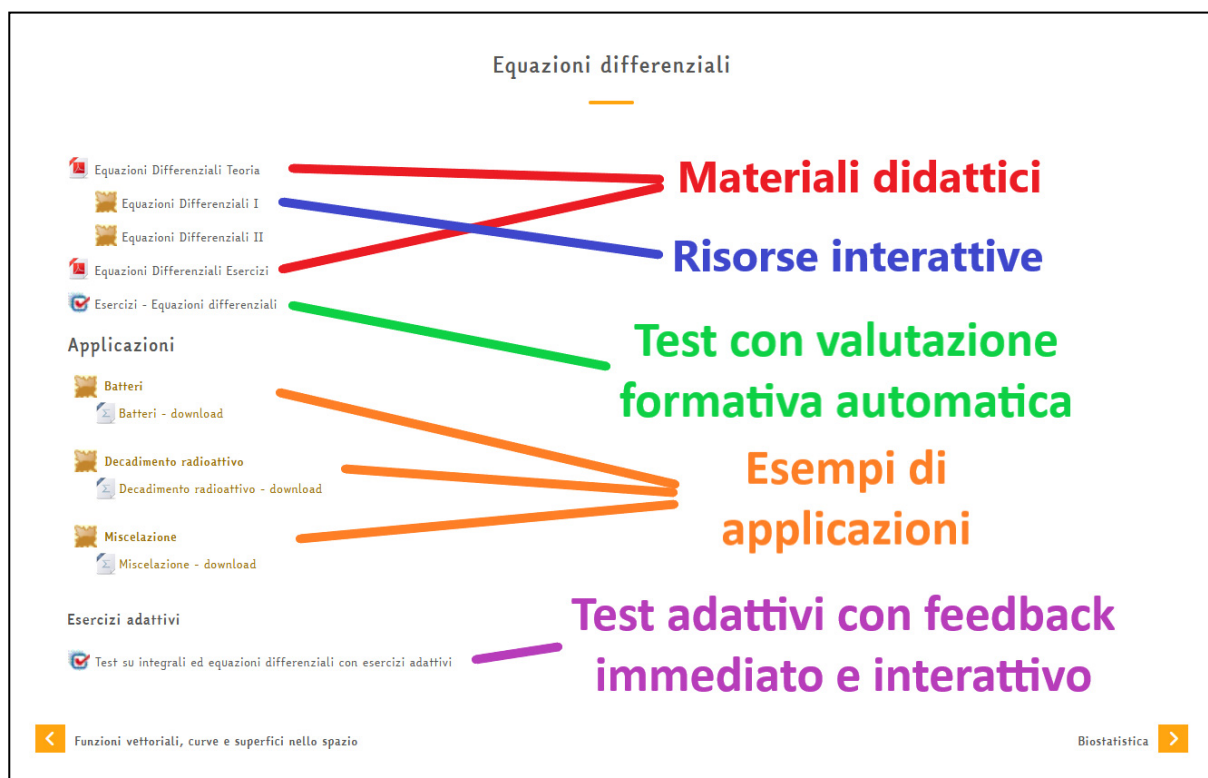 Equazioni differenziali
Equazioni Differenziali Teoria
Equazioni Differenziali I
Equazioni Differenziali II
Equazioni Differenziali Esercizi
Esercizi - Equazioni differenziali
Applicazioni
Batteri
Batteri - download
Decadimento radioattivo
Decadimento radioattivo - download
Miscelazione
Miscelazione - download
Esercizi adattivi
Test su integrali ed equazioni differenziali con esercizi adattivi
Materiali didattici
Risorse interattive
Test con valutazione
formativa automatica
Esempi di
applicazioni
Test adattivi con feedback
immediato e interattivo
Funzioni vettoriali, curve e superfici nello spazio
Biostatistica